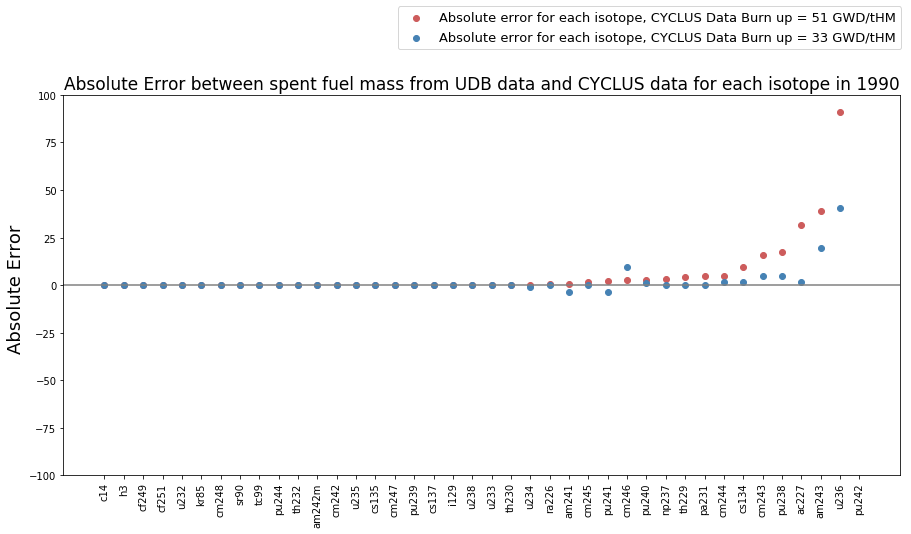 Absolute error for each isotope, CYCLUS Data Burn up = 51 GWD/tHM
Absolute error for each isotope, CYCLUS Data Burn up = 33 GWD/tHM
Absolute Error between spent fuel mass from UDB data and CYCLUS data for each isotope in 1990
Absolute Error
100
75
50
25
0
−25
−50
−75
−100
c14
h3
cf249
cf251
u232
kr85
cm248
sr90
tc99
pu244
th232
am242m
cm242
u235
cs135
cm247
pu239
cs137
i129
u238
u233
th230
u234
ra226
am241
cm245
pu241
cm246
pu240
np237
th229
pa231
cm244
cs134
cm243
pu238
ac227
am243
u236
pu242